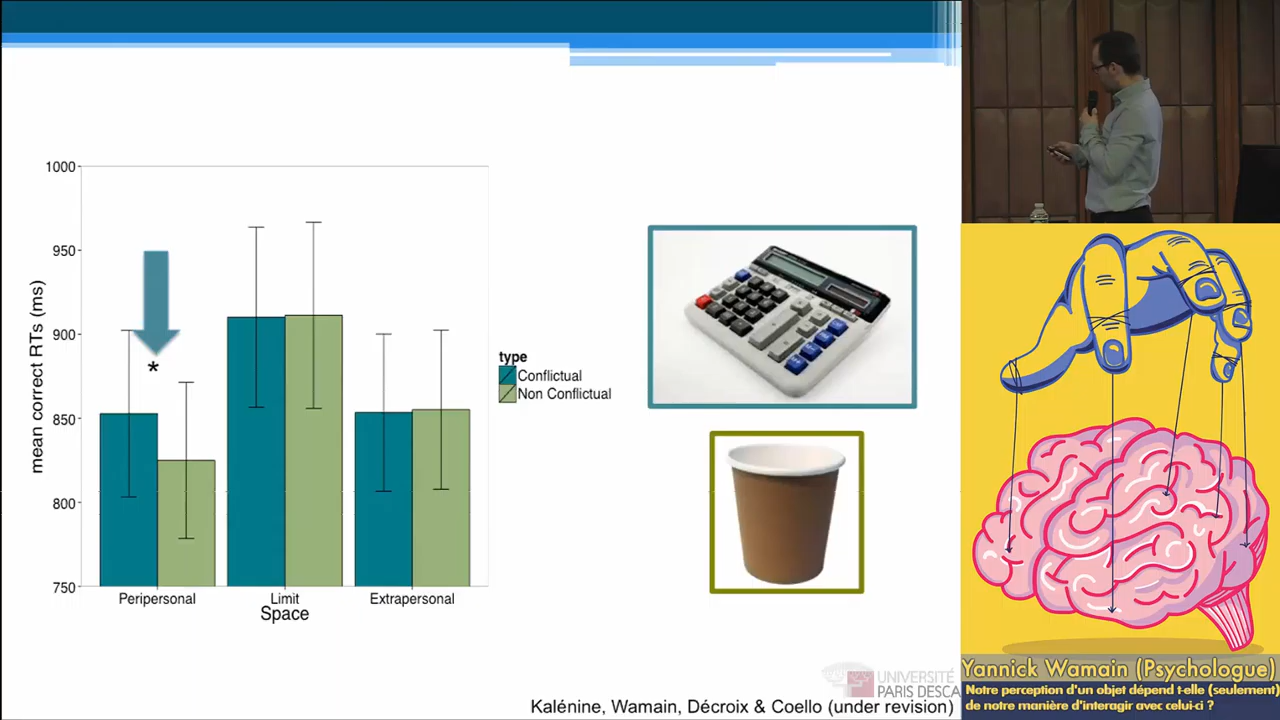 1000
950
900
850
800
750
mean correct RTs (ms)
*
Peripersonal
Limit
Extrapersonal
Space
type
Conflictual
Non Conflictual
UNIVERSITÉ
PARIS DESCA
Kalénine, Wamain, Décroix & Coello (under revision)
Yannick Wamain (Psychologue)
Notre perception d'un objet dépend t-elle (seulement)
de notre manière d'interagir avec celui-ci ?